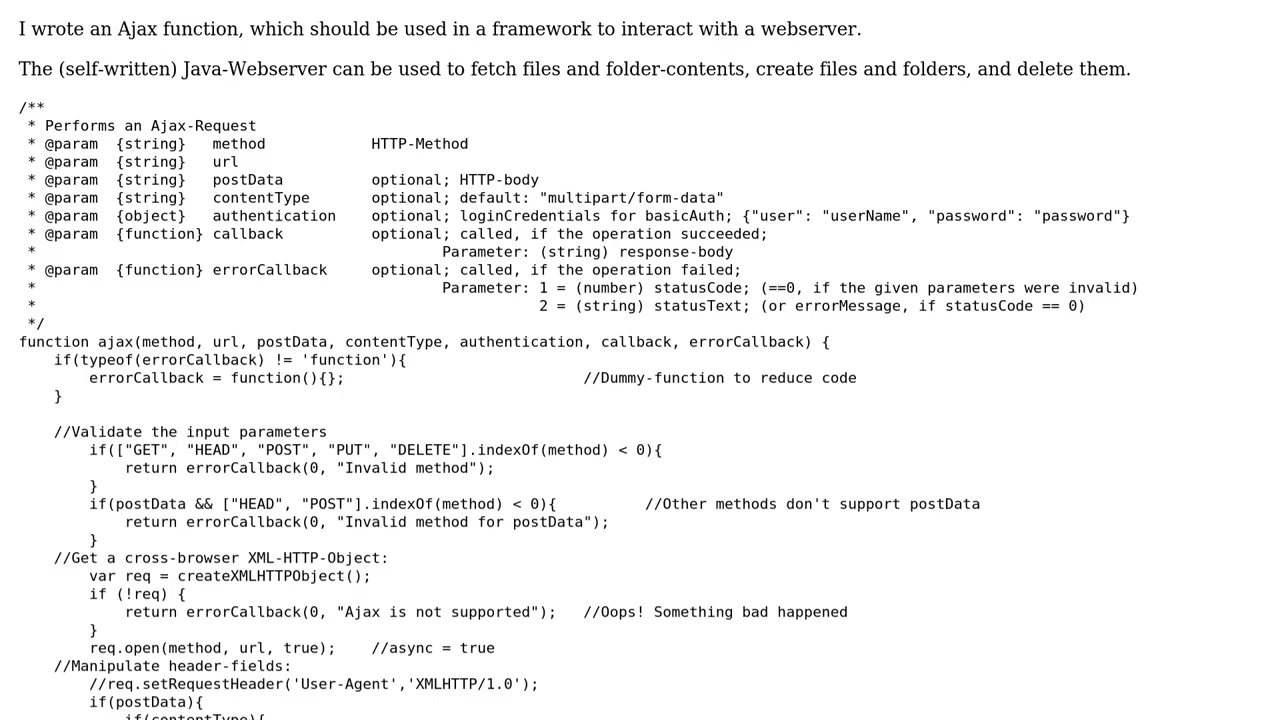 I wrote an Ajax function, which should be used in a framework to interact with a webserver.
The (self-written) Java-Webserver can be used to fetch files and folder-contents, create files and folders, and delete them.
/**
 * Performs an Ajax-Request
 * @param  {string}   method            HTTP-Method
 * @param  {string}   url
 * @param  {string}   postData          optional; HTTP-body
 * @param  {string}   contentType       optional; default: "multipart/form-data"
 * @param  {object}   authentication    optional; loginCredentials for basicAuth; {"user": "userName", "password": "password"}
 * @param  {function} callback          optional; called, if the operation succeeded;
 *                                              Parameter: (string) response-body
 * @param  {function} errorCallback     optional; called, if the operation failed;
 *                                              Parameter: 1 = (number) statusCode; (==0, if the given parameters were invalid)
 *                                                         2 = (string) statusText; (or errorMessage, if statusCode == 0)
 */
function ajax(method, url, postData, contentType, authentication, callback, errorCallback) {
    if(typeof(errorCallback) != 'function'){
        errorCallback = function(){};                           //Dummy-function to reduce code
    }
    //Validate the input parameters
        if(["GET", "HEAD", "POST", "PUT", "DELETE"].indexOf(method) < 0){
            return errorCallback(0, "Invalid method");
        }
        if(postData && ["HEAD", "POST"].indexOf(method) < 0){          //Other methods don't support postData
            return errorCallback(0, "Invalid method for postData");
        }
    //Get a cross-browser XML-HTTP-Object:
        var req = createXMLHTTPObject();
        if (!req) {
            return errorCallback(0, "Ajax is not supported");   //Oops! Something bad happened
        }
        req.open(method, url, true);    //async = true
    //Manipulate header-fields:
        //req.setRequestHeader('User-Agent','XMLHTTP/1.0');
        if(postData){
            if(contentType){